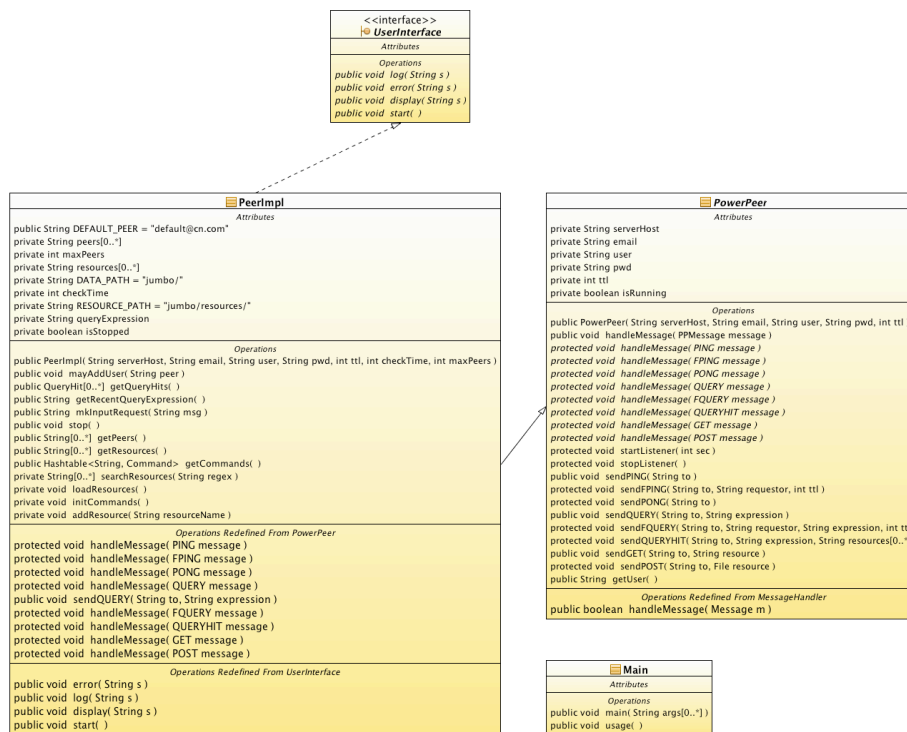 <<interface>>
UserInterface
Attributes
Operations
public void log( String s )
public void error( String s )
public void display( String s )
public void start( )
PeerImpl
Attributes
public String DEFAULT_PEER = "default@cn.com"
private String peers[0..*]
private int maxPeers
private String resources[0..*]
private String DATA_PATH = "jumbo/"
private int checkTime
private String RESOURCE_PATH = "jumbo/resources/"
private String queryExpression
private boolean isStopped
Operations
public PeerImpl( String serverHost, String email, String user, String pwd, int ttl, int checkTime, int maxPeers )
public void mayAddUser( String peer )
public QueryHit[0..*] getQueryHits( )
public String getRecentQueryExpression( )
public String mkInputRequest( String msg )
public void stop( )
public String[0..*] getPeers( )
public String[0..*] getResources( )
public Hashtable<String, Command> getCommands( )
private String[0..*] searchResources( String regex )
private void loadResources( )
private void initCommands( )
private void addResource( String resourceName )
Operations Redefined From PowerPeer
protected void handleMessage( PING message )
protected void handleMessage( FPING message )
protected void handleMessage( PONG message )
protected void handleMessage( QUERY message )
public void sendQUERY( String to, String expression )
protected void handleMessage( FQUERY message )
protected void handleMessage( QUERYHIT message )
protected void handleMessage( GET message )
protected void handleMessage( POST message )
Operations Redefined From UserInterface
public void error( String s )
public void log( String s )
public void display( String s )
public void start( )
PowerPeer
Attributes
private String serverHost
private String email
private String user
private String pwd
private int ttl
private boolean isRunning
Operations
public PowerPeer( String serverHost, String email, String user, String pwd, int ttl
public void handleMessage( PPMessage message )
protected void handleMessage( PING message )
protected void handleMessage( FPING message )
protected void handleMessage( PONG message )
protected void handleMessage( QUERY message )
protected void handleMessage( FQUERY message )
protected void handleMessage( QUERYHIT message )
protected void handleMessage( GET message )
protected void handleMessage( POST message )
protected void startListener( int sec )
protected void stopListener( )
public void sendPING( String to )
protected void sendFPING( String to, String requestor, int ttl )
protected void sendPONG( String to )
public void sendQUERY( String to, String expression )
protected void sendFQUERY( String to, String requestor, String expression, int tt
protected void sendQUERYHIT( String to, String expression, String resources[0..*
public void sendGET( String to, String resource )
protected void sendPOST( String to, File resource )
public String getUser( )
Operations Redefined From MessageHandler
public boolean handleMessage( Message m )
Main
Attributes
Operations
public void main( String args[0..*] )
public void usage( )